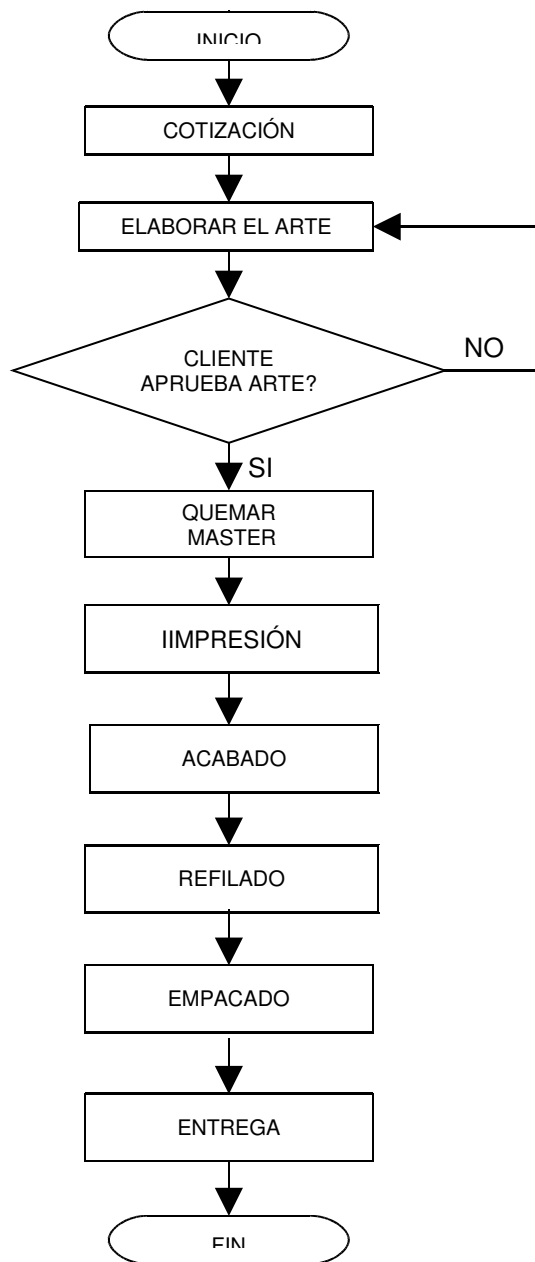 INICIO
COTIZACIÓN
ELABORAR EL ARTE
CLIENTE
APRUEBA ARTE?
NO
SI
QUEMAR
MASTER
IIMPRESIÓN
ACABADO
REFILADO
EMPACADO
ENTREGA
FIN